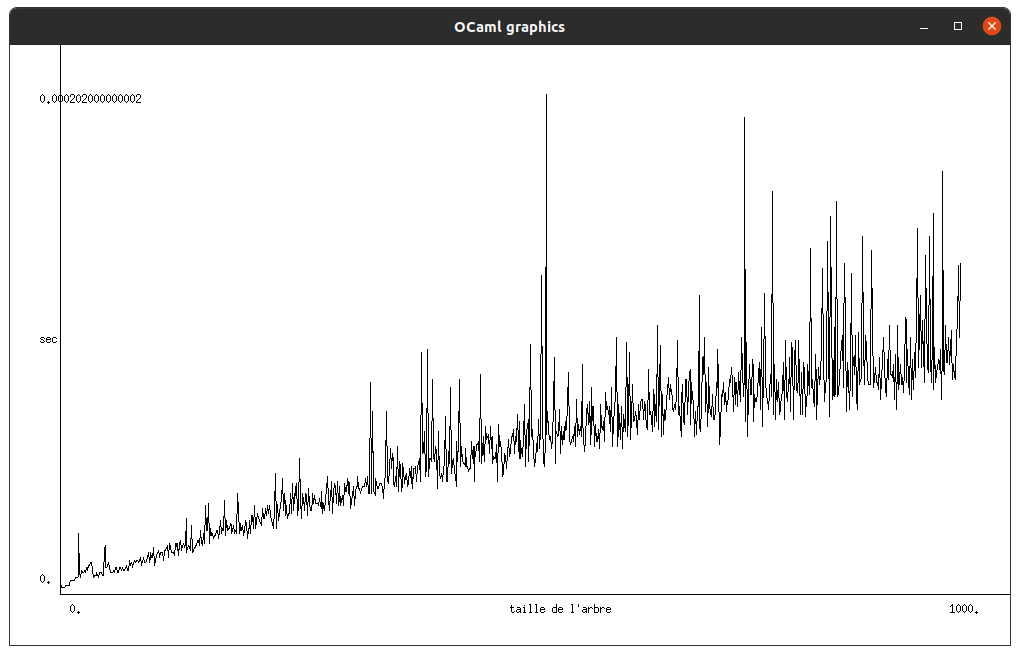 OCaml graphics
0.000202000000002
sec
0.
0.
taille de l'arbre
1000.